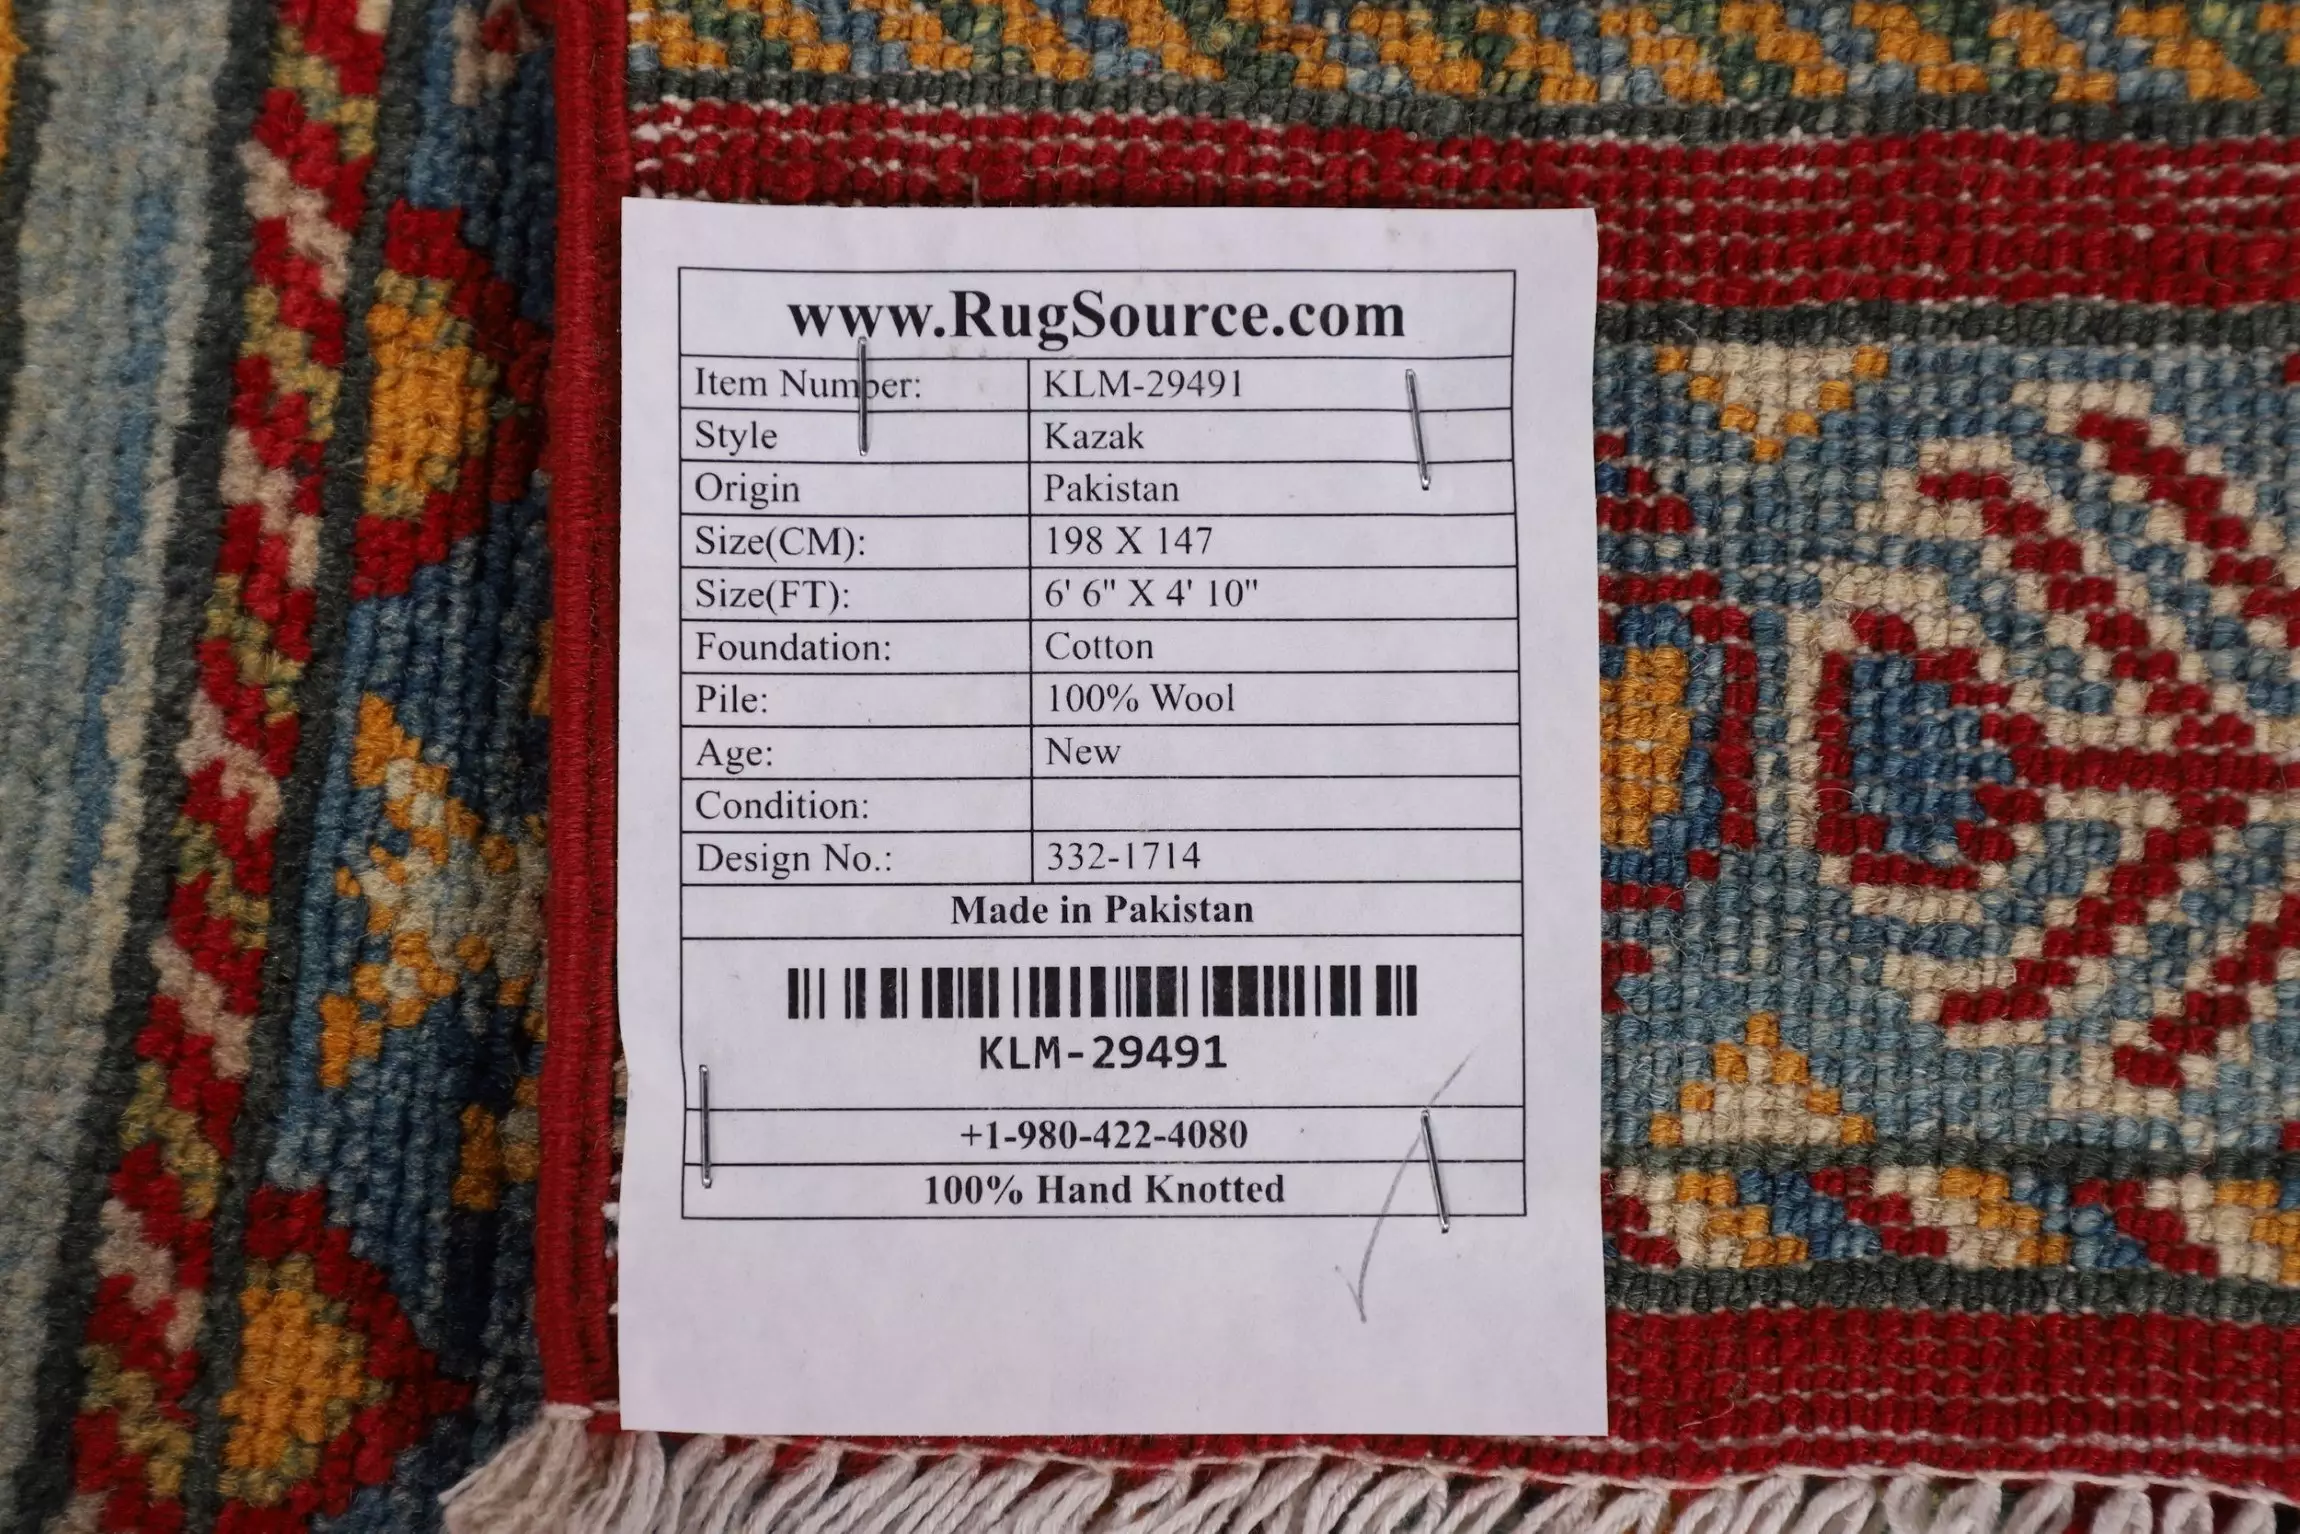 www.RugSource.com
Item Number: KLM-29491
Style Kazak
Origin Pakistan
Size(CM): 198 X 147
Size(FT): 6' 6" X 4' 10"
Foundation: Cotton
Pile: 100% Wool
Age: New
Condition:
Design No.: 332-1714
Made in Pakistan
KLM-29491
+1-980-422-4080
100% Hand Knotted